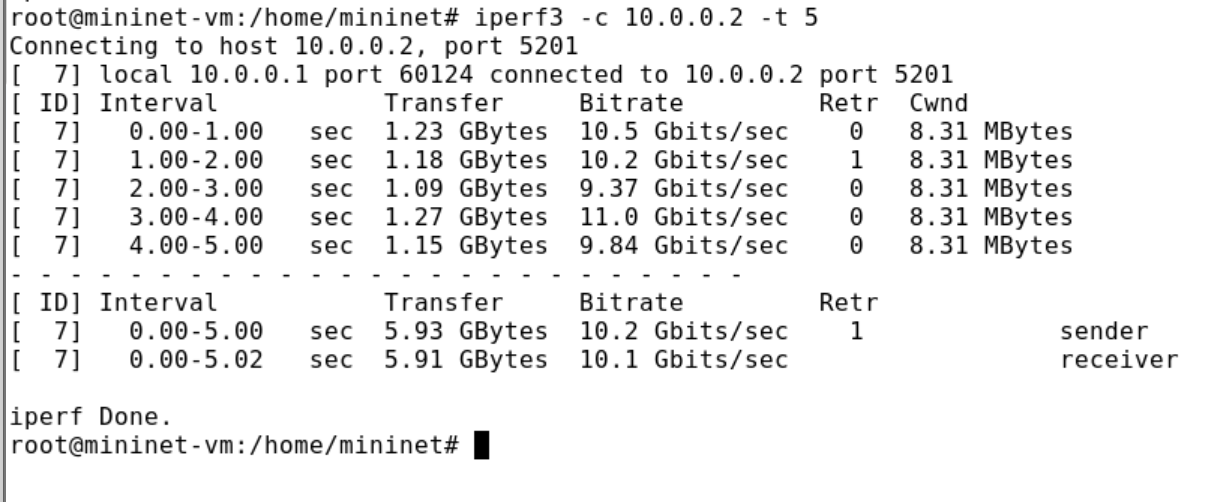 root@mininet-vm:/home/mininet# iperf3 -c 10.0.0.2 -t 5
Connecting to host 10.0.0.2, port 5201
[  7] local 10.0.0.1 port 60124 connected to 10.0.0.2 port 5201
[ ID] Interval           Transfer     Bitrate         Retr  Cwnd
[  7]   0.00-1.00   sec  1.23 GBytes  10.5 Gbits/sec    0   8.31 MBytes
[  7]   1.00-2.00   sec  1.18 GBytes  10.2 Gbits/sec    1   8.31 MBytes
[  7]   2.00-3.00   sec  1.09 GBytes  9.37 Gbits/sec    0   8.31 MBytes
[  7]   3.00-4.00   sec  1.27 GBytes  11.0 Gbits/sec    0   8.31 MBytes
[  7]   4.00-5.00   sec  1.15 GBytes  9.84 Gbits/sec    0   8.31 MBytes
- - - - - - - - - - - - - - - - - - - - - - - - -
[ ID] Interval           Transfer     Bitrate         Retr
[  7]   0.00-5.00   sec  5.93 GBytes  10.2 Gbits/sec    1             sender
[  7]   0.00-5.02   sec  5.91 GBytes  10.1 Gbits/sec                  receiver

iperf Done.
root@mininet-vm:/home/mininet#